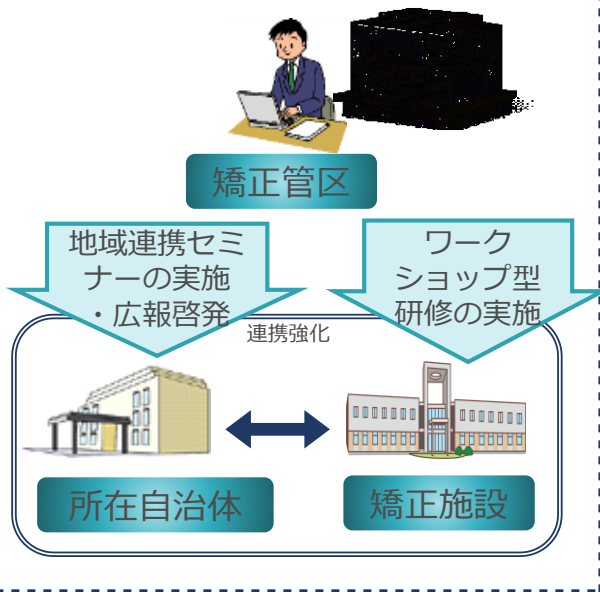 矯正管区
地域連携セミ
ナーの実施
・広報啓発
ワーク
ショップ型
研修の実施
連携強化
所在自治体
矯正施設